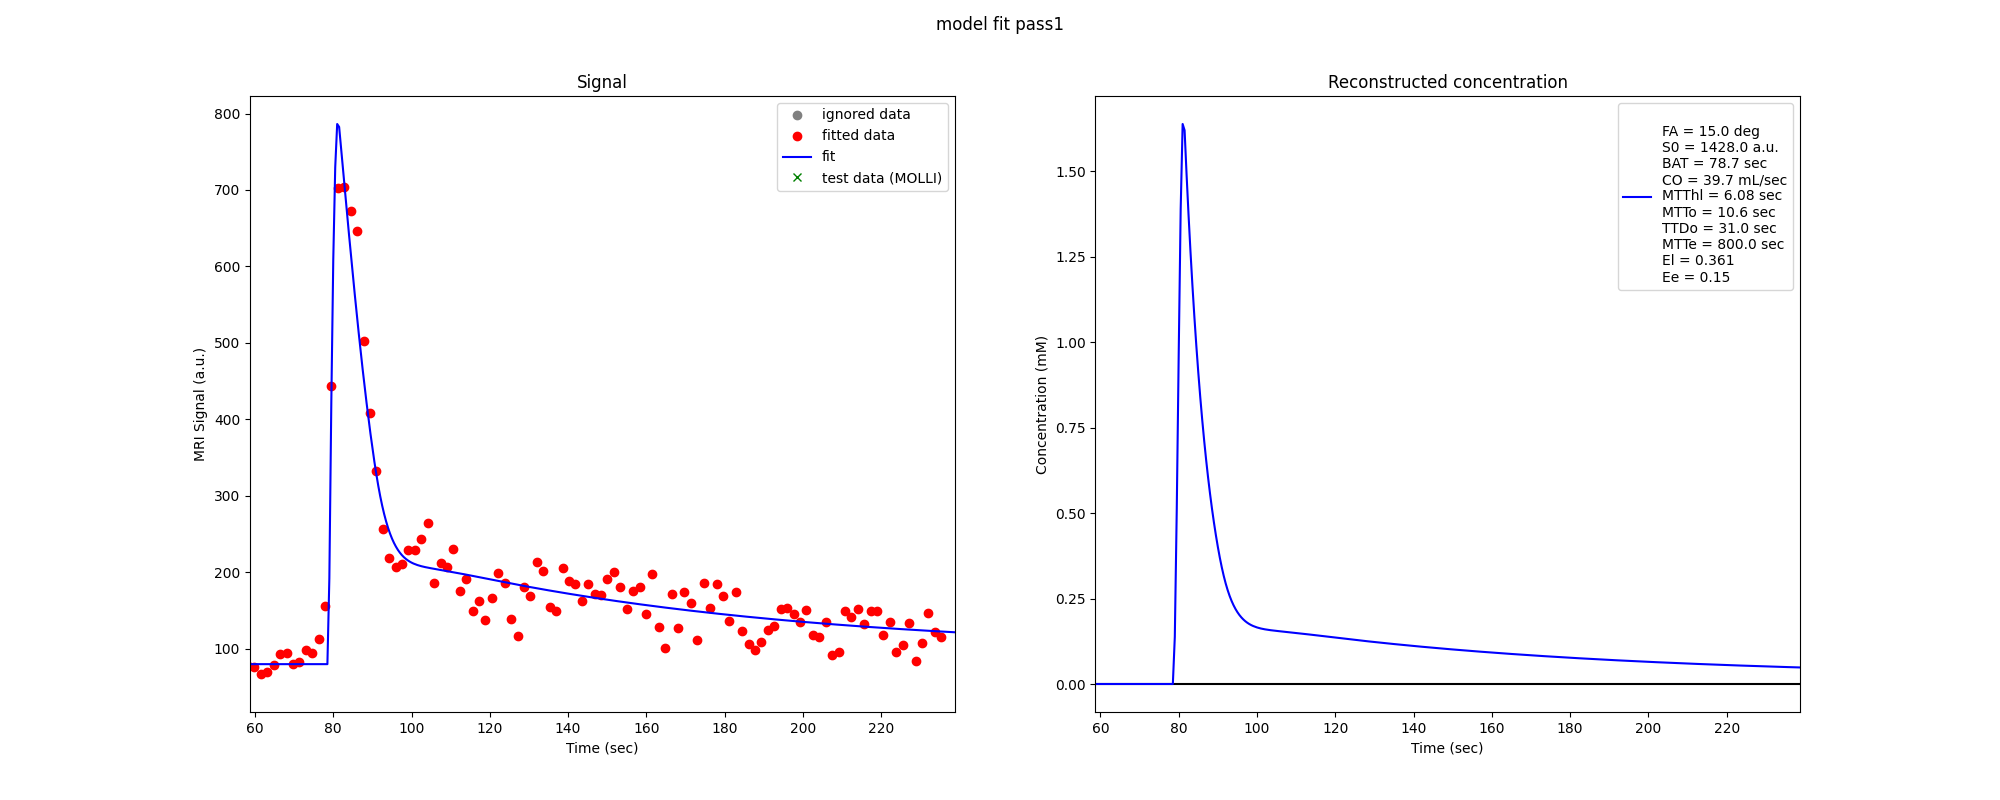 model fit pass1
Signal
800
700
600
500
400
300
200
100
MRI Signal (a.u.)
60 80 100 120 140 160 180 200 220
Time (sec)
ignored data
fitted data
fit
test data (MOLLI)
Reconstructed concentration
1.50
1.25
1.00
0.75
0.50
0.25
0.00
Concentration (mM)
60 80 100 120 140 160 180 200 220
Time (sec)
FA = 15.0 deg
S0 = 1428.0 a.u.
BAT = 78.7 sec
CO = 39.7 mL/sec
MTThl = 6.08 sec
MTTo = 10.6 sec
TTDo = 31.0 sec
MTTe = 800.0 sec
El = 0.361
Ee = 0.15